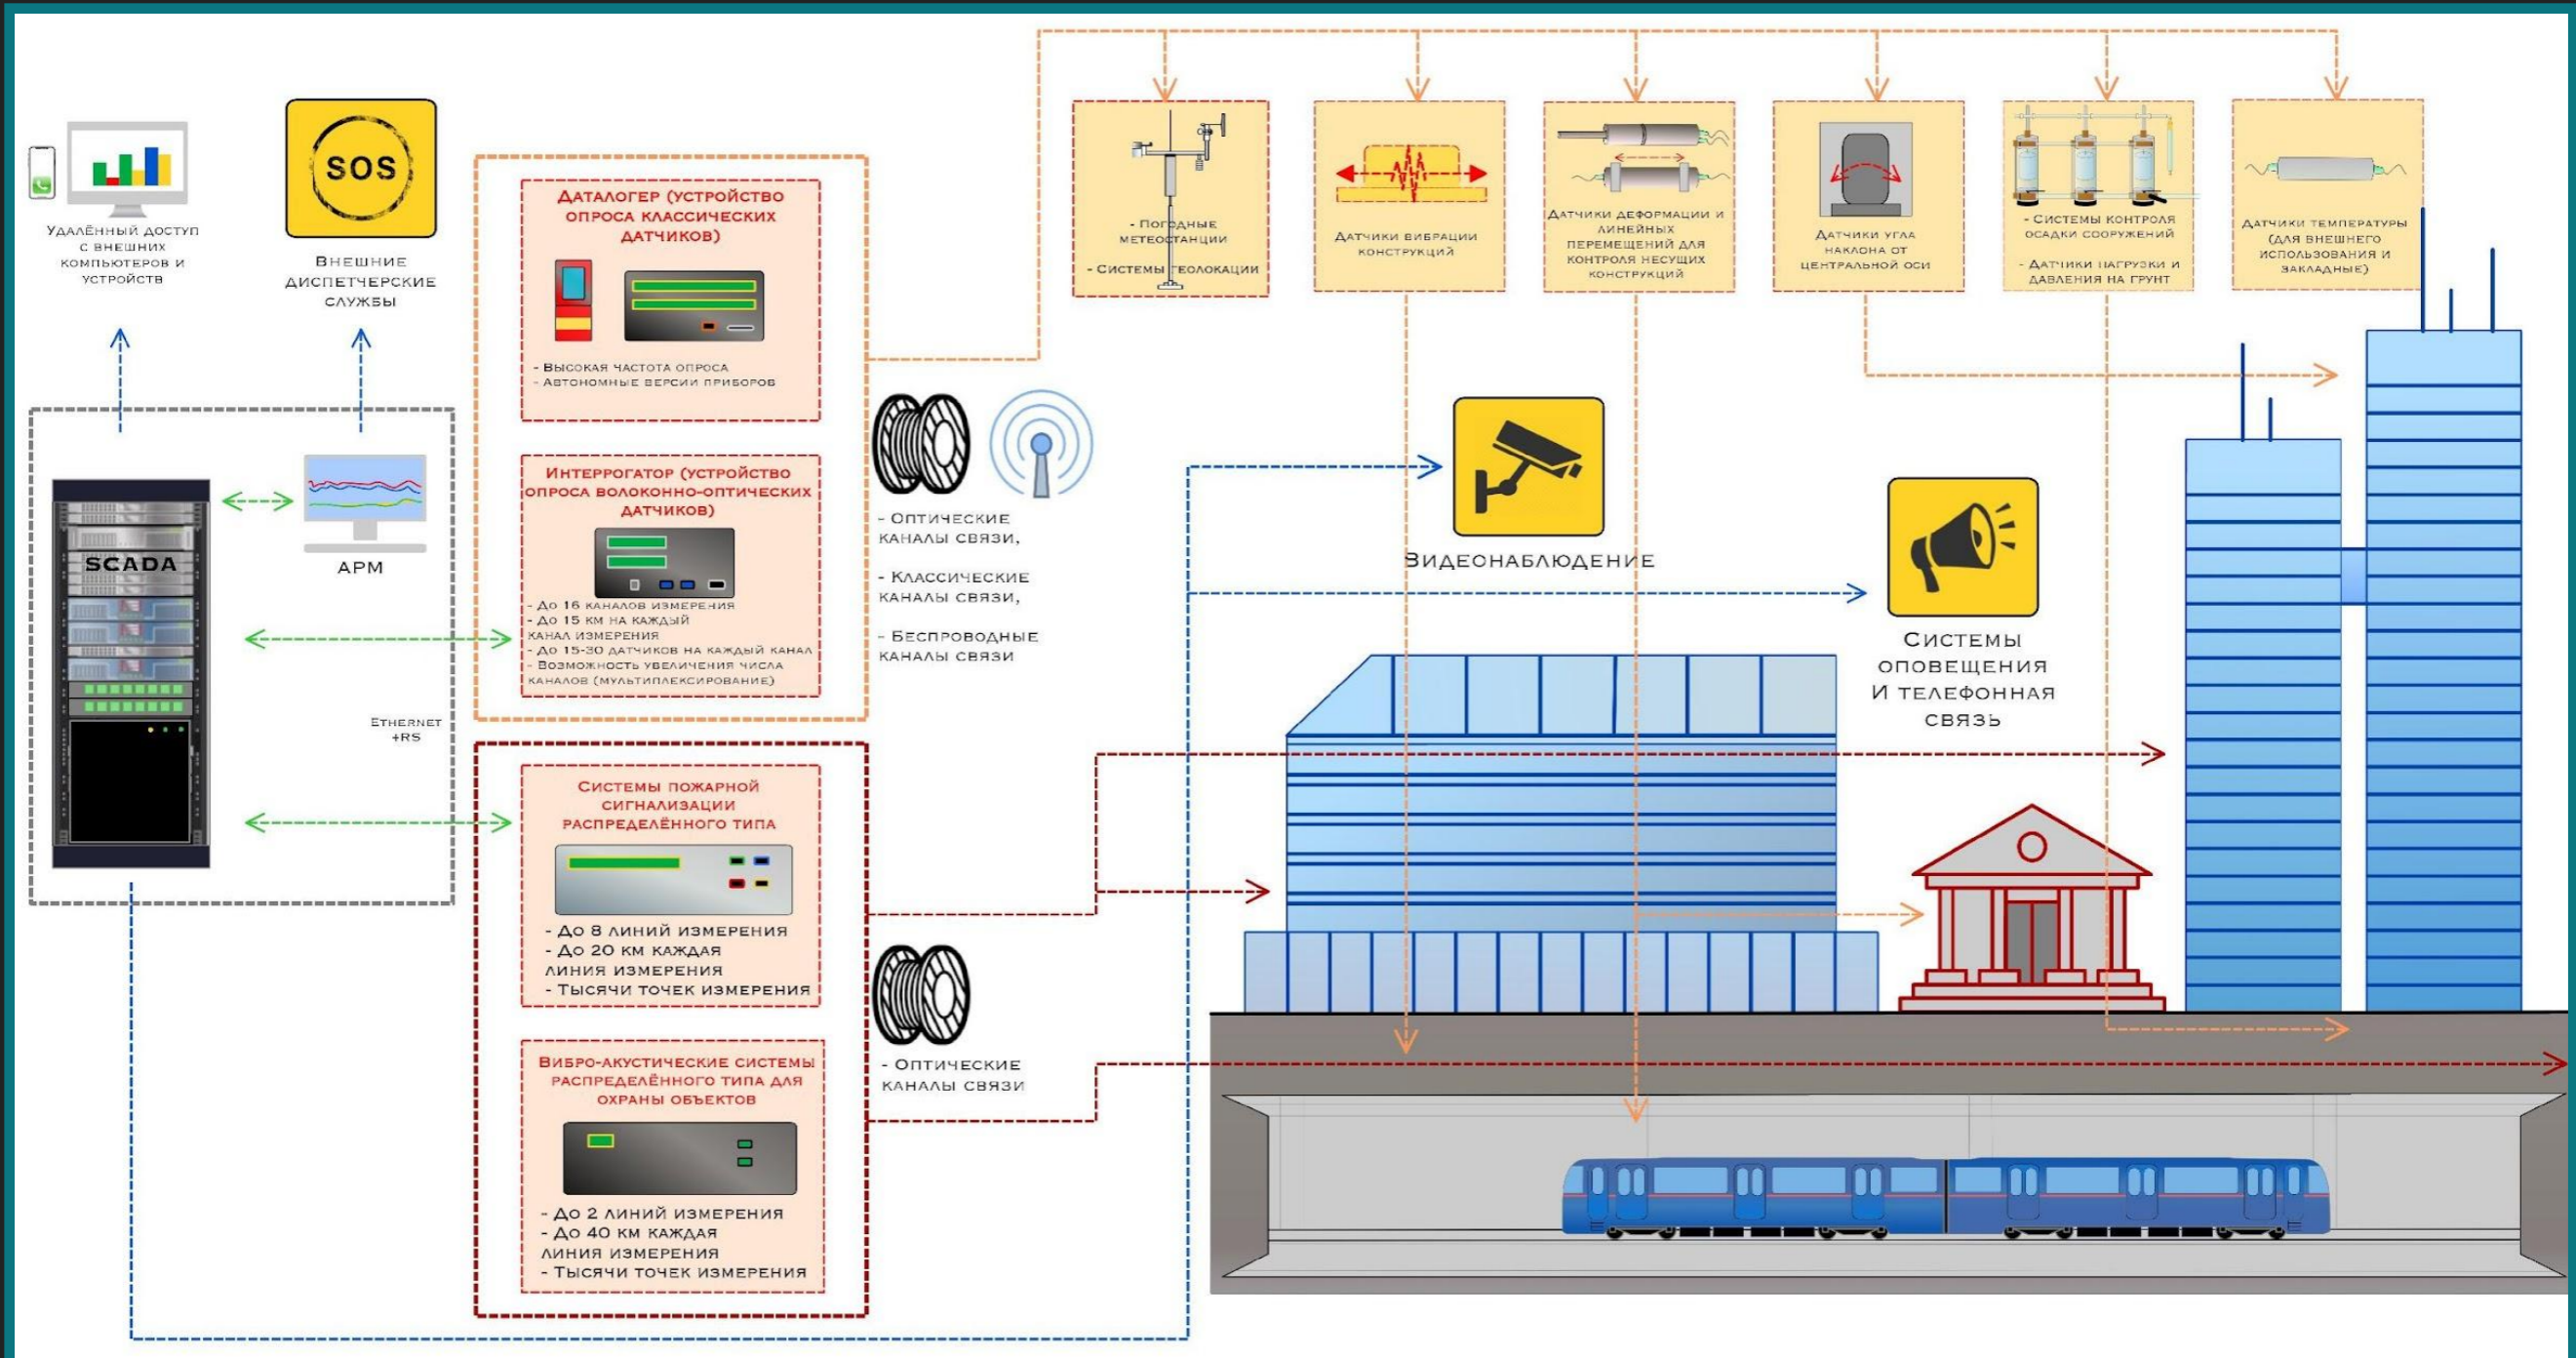 Удалённый доступ
с внешних
компьютеров и
устройств
SOS
Внешние
диспетчерские
службы
SCADA
АРМ
Ethernet
+RS
Даталогер (устройство
опроса классических
датчиков)
- Высокая частота опроса
- Автономные версии приборов
Интеррогатор (устройство
опроса волоконно-оптических
датчиков)
- До 16 каналов измерения
- До 15 км на каждый
канал измерения
- До 15-30 датчиков на каждый канал
- Возможность увеличения числа
каналов (мультиплексирование)
- Оптические
каналы связи,
- Классические
каналы связи,
- Беспроводные
каналы связи
Системы пожарной
сигнализации
распределённого типа
- До 8 линий измерения
- До 20 км каждая
линия измерения
- Тысячи точек измерения
Вибро-акустические системы
распределённого типа для
охраны объектов
- До 2 линий измерения
- До 40 км каждая
линия измерения
- Тысячи точек измерения
- Оптические
каналы связи
- Погодные
метеостанции
- Системы геолокации
Датчики вибрации
конструкций
Датчики деформации и
линейных
перемещений для
контроля несущих
конструкций
Датчики угла
наклона от
центральной оси
- Системы контроля
осадки сооружений
- Датчики нагрузки и
давления на грунт
Датчики температуры
(для внешнего
использования и
закладные)
Видеонаблюдение
Системы
оповещения
и телефонная
связь